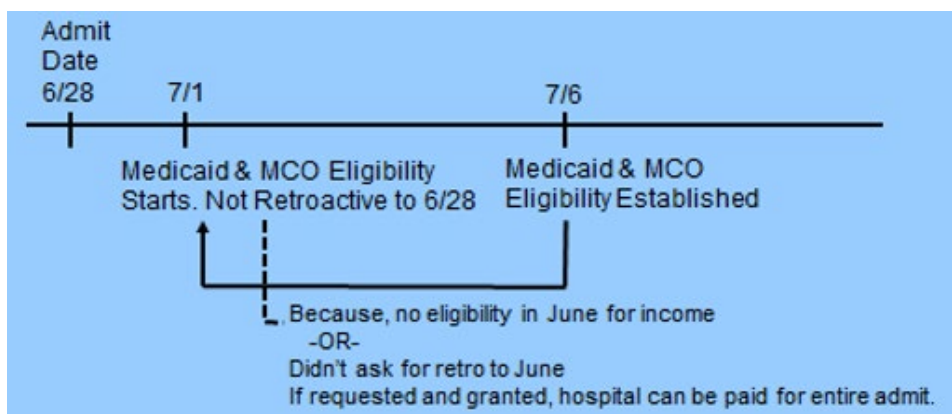 Admit
Date
6/28
7/1
7/6
Medicaid & MCO Eligibility
Starts. Not Retroactive to 6/28
Medicaid & MCO
Eligibility Established
Because, no eligibility in June for income
-OR-
Didn't ask for retro to June
If requested and granted, hospital can be paid for entire admit.